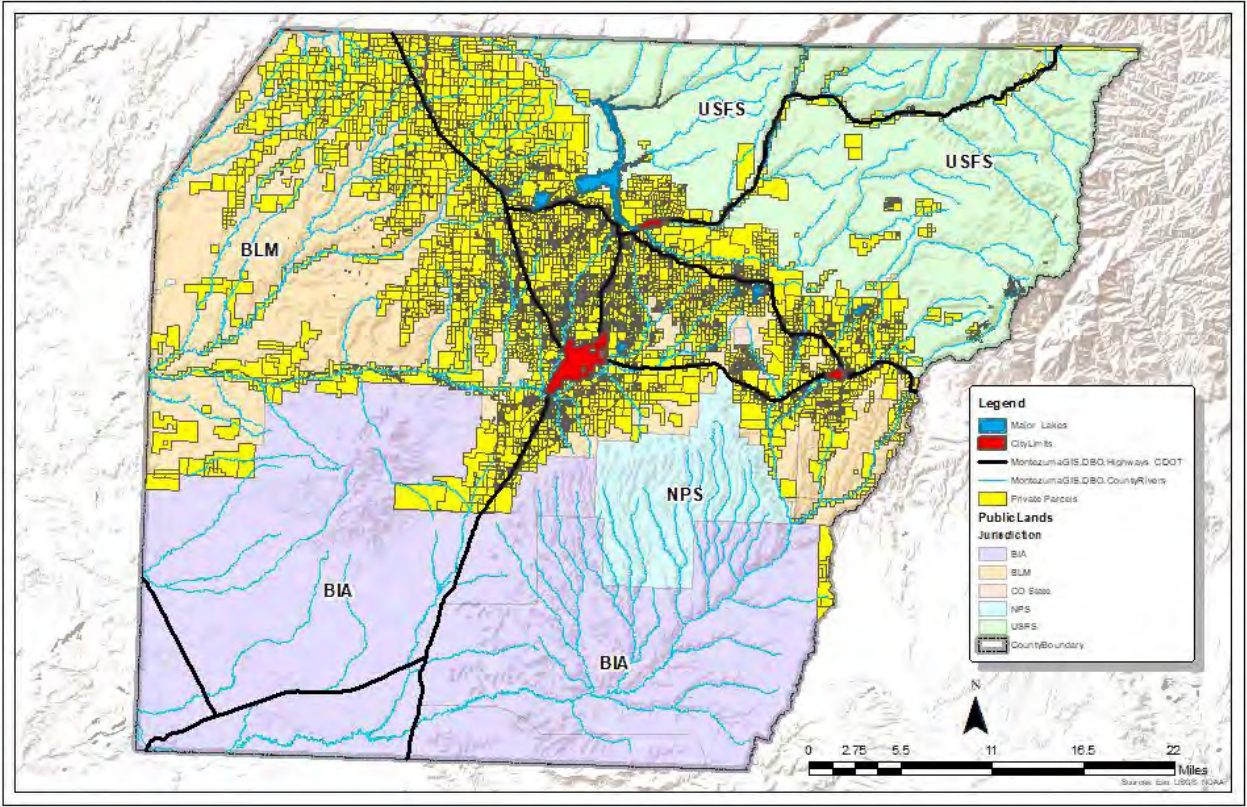 USFS
USFS
BLM
NPS
BIA
BIA
Legend
Major Lakes
CityLimits
MontezumaGIS.DBO.Highways_CDOT
MontezumaGIS.DBO.CountyRivers
Private Parcels
Public Lands
Jurisdiction
BIA
BLM
CO State
NPS
USFS
CountyBoundary
N
0 2.75 5.5 11 16.5 22
Miles
Sources: Esri, USGS, NOAA